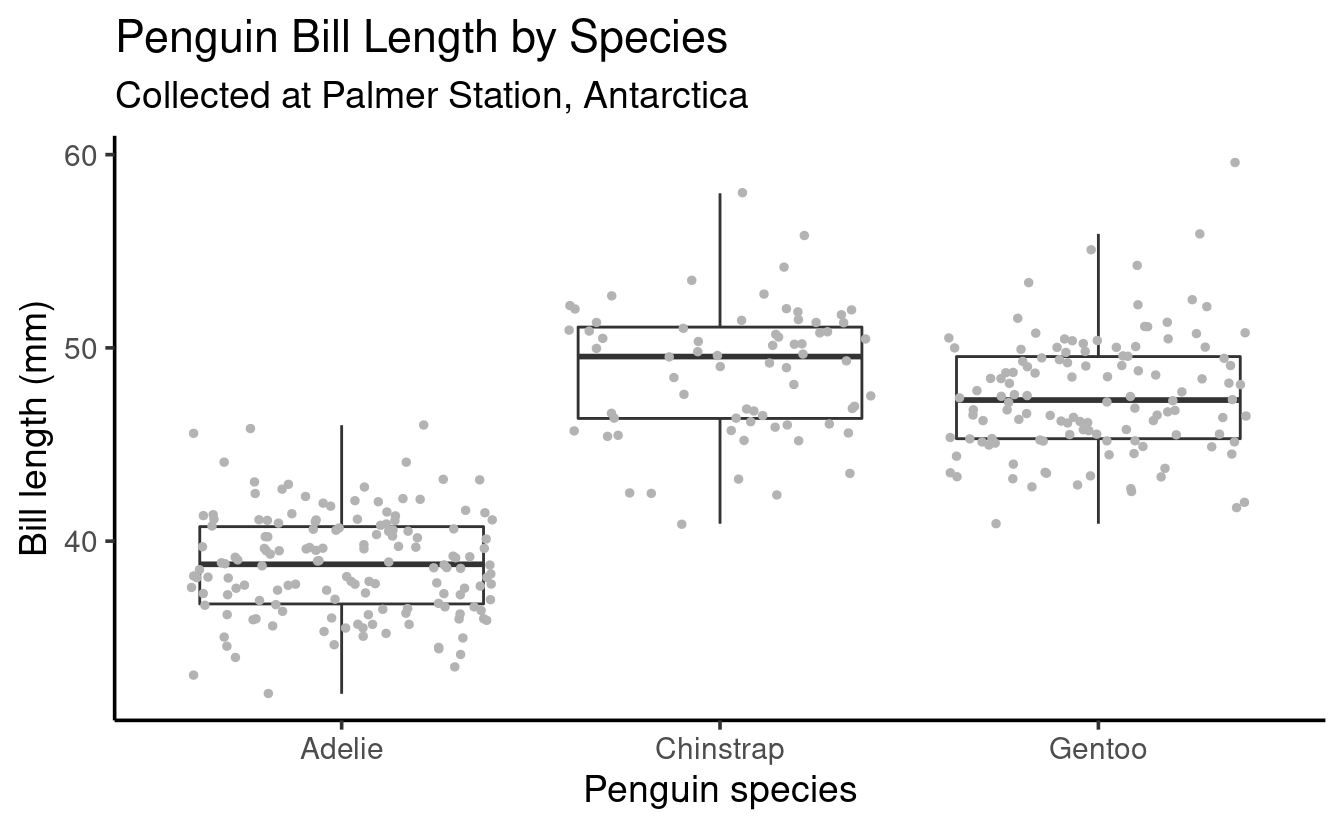 Penguin Bill Length by Species
Collected at Palmer Station, Antarctica
60
50
40
Bill length (mm)
Adelie
Chinstrap
Gentoo
Penguin species